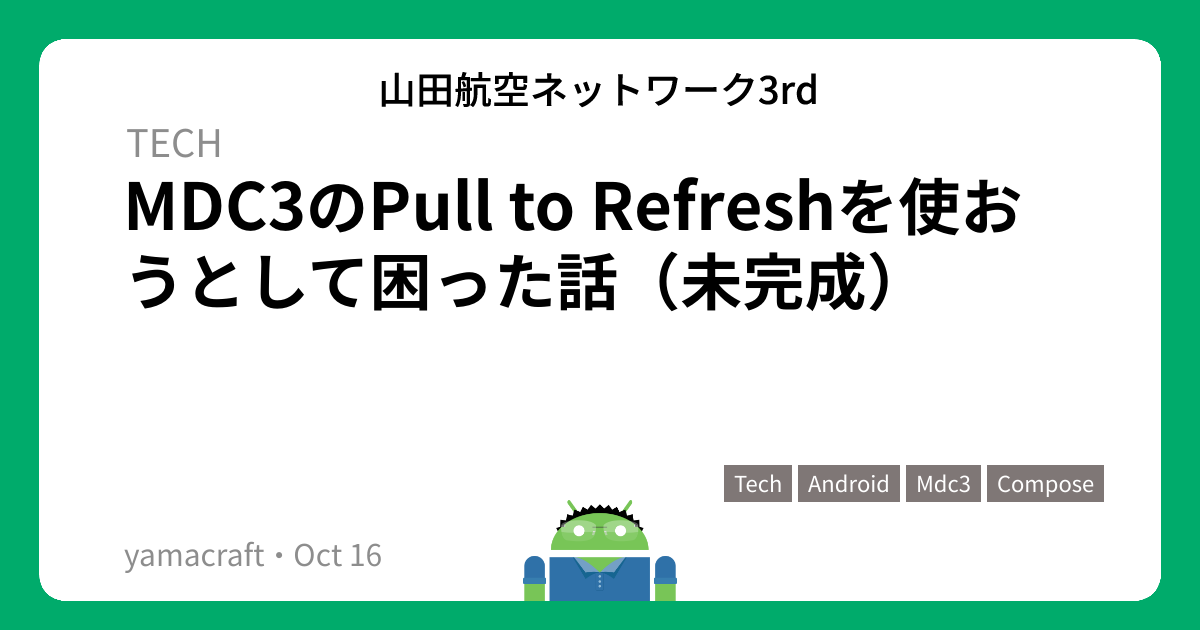 山田航空ネットワーク3rd
TECH
MDC3のPull to Refreshを使お
うとして困った話（未完成）
Tech Android Mdc3 Compose
yamacraft・Oct 16